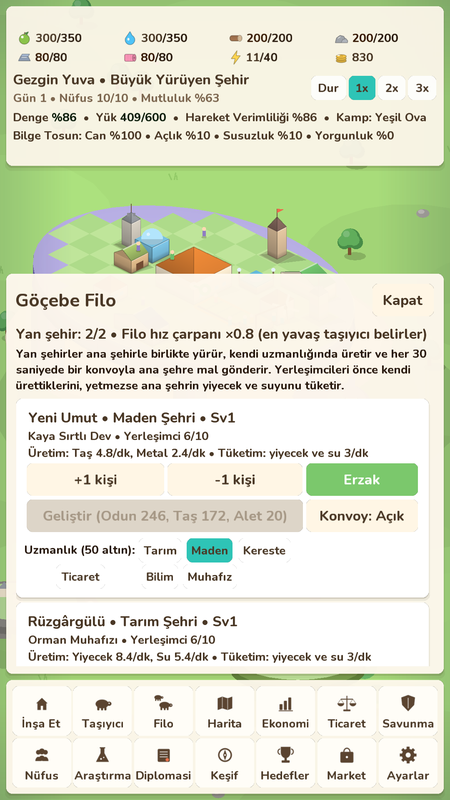 300/350 300/350 200/200 200/200
80/80 80/80 11/40 830
Gezgin Yuva • Büyük Yürüyen Şehir
Gün 1 • Nüfus 10/10 • Mutluluk %63
Dur 1x 2x 3x
Denge %86 • Yük 409/600 • Hareket Verimliliği %86 • Kamp: Yeşil Ova
Bilge Tosun: Can %100 • Açlık %10 • Susuzluk %10 • Yorgunluk %0
Göçebe Filo
Kapat
Yan şehir: 2/2 • Filo hız çarpanı ×0.8 (en yavaş taşıyıcı belirler)
Yan şehirler ana şehirle birlikte yürür, kendi uzmanlığında üretir ve her 30
saniyede bir konvoyla ana şehre mal gönderir. Yerleşimcileri önce kendi
ürettiklerini, yetmezse ana şehrin yiyecek ve suyunu tüketir.
Yeni Umut • Maden Şehri • Sv1
Kaya Sırtlı Dev • Yerleşimci 6/10
Üretim: Taş 4.8/dk, Metal 2.4/dk • Tüketim: yiyecek ve su 3/dk
+1 kişi -1 kişi Erzak
Geliştir (Odun 246, Taş 172, Alet 20) Konvoy: Açık
Uzmanlık (50 altın): Tarım Maden Kereste
Ticaret Bilim Muhafız
Rüzgârgülü • Tarım Şehri • Sv1
Orman Muhafızı • Yerleşimci 6/10
Üretim: Yiyecek 8.4/dk, Su 5.4/dk • Tüketim: yiyecek ve su 3/dk
İnşa Et Taşıyıcı Filo Harita Ekonomi Ticaret Savunma
Nüfus Araştırma Diplomasi Keşif Hedefler Market Ayarlar